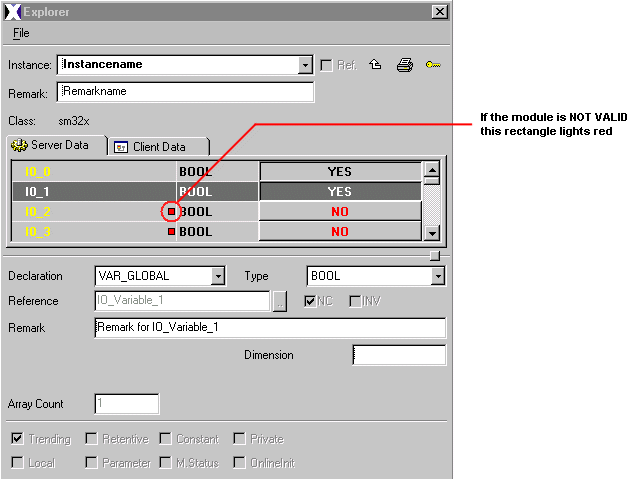 Explorer
File
Instance: Instancename Ref.
Remark: Remarkname
Class: sm32x
If the module is NOT VALID
this rectangle lights red
Server Data Client Data
IO_0 BOOL YES
IO_1 BOOL YES
IO_2 BOOL NO
IO_3 BOOL NO
Declaration VAR_GLOBAL Type BOOL
Reference IO_Variable_1 ... NC INV
Remark Remark for IO_Variable_1
Dimension
Array Count 1
Trending Retentive Constant Private
Local Parameter M.Status OnlineInit